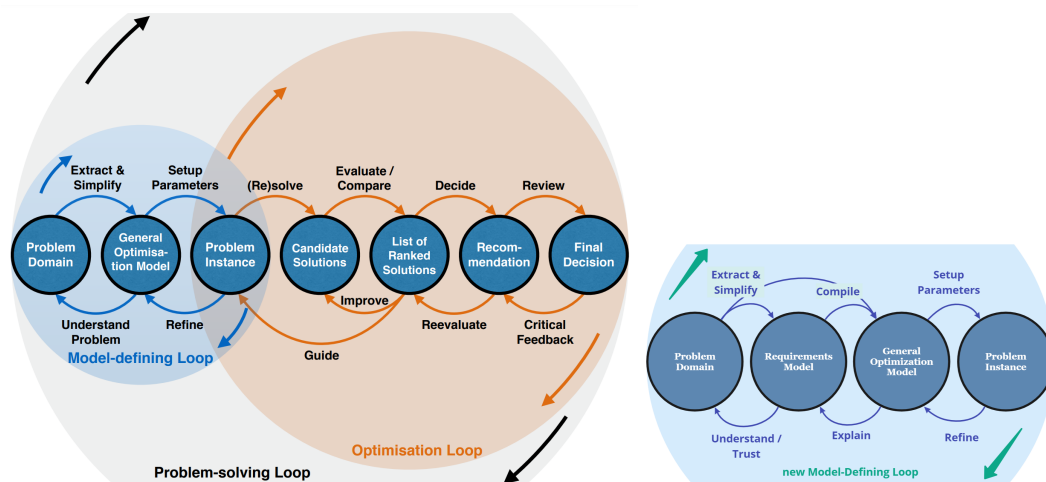 Extract &
Simplify
Setup
Parameters
(Re)solve
Evaluate /
Compare
Decide
Review
Problem
Domain
General
Optimisa-
tion Model
Problem
Instance
Candidate
Solutions
List of
Ranked
Solutions
Recom-
mendation
Final
Decision
Understand
Problem
Refine
Improve
Guide
Reevaluate
Critical
Feedback
Model-defining Loop
Optimisation Loop
Problem-solving Loop
Extract &
Simplify
Compile
Setup
Parameters
Problem
Domain
Requirements
Model
General
Optimization
Model
Problem
Instance
Understand /
Trust
Explain
Refine
new Model-Defining Loop